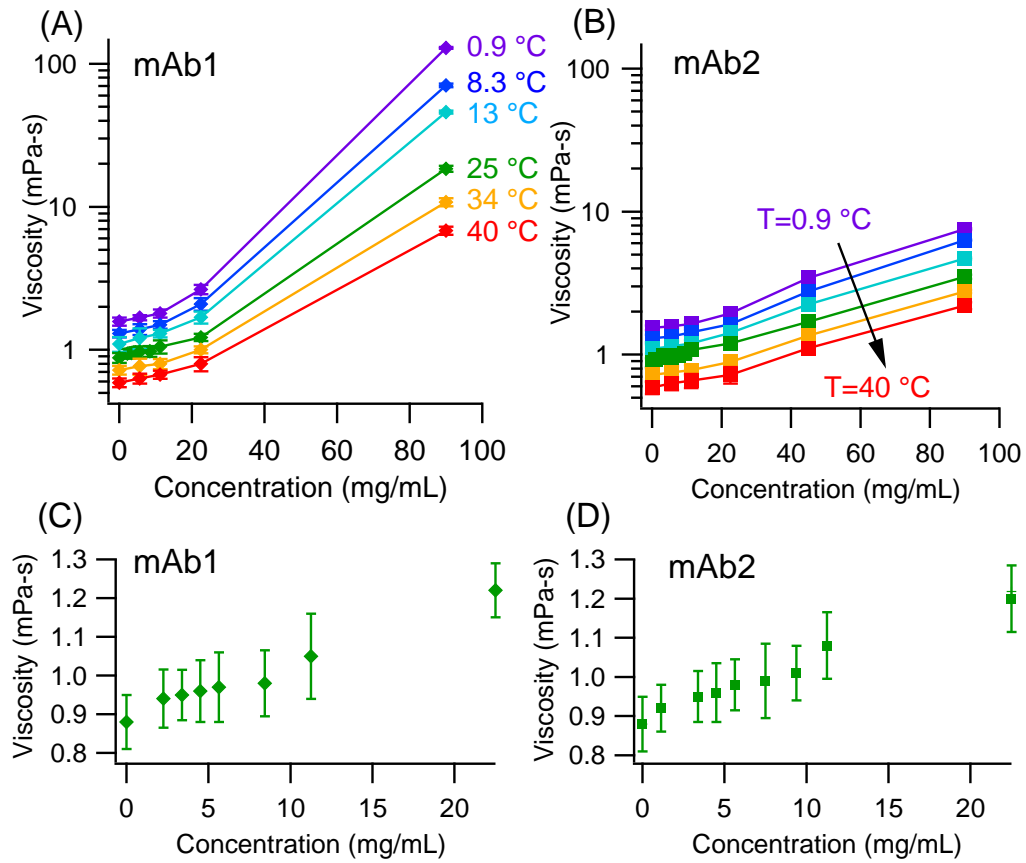 (A)
mAb1
Viscosity (mPa-s)
100
10
1
0.9 °C
8.3 °C
13 °C
25 °C
34 °C
40 °C
0 20 40 60 80 100
Concentration (mg/mL)
(B)
mAb2
Viscosity (mPa-s)
100
10
1
T=0.9 °C
T=40 °C
0 20 40 60 80 100
Concentration (mg/mL)
(C)
mAb1
Viscosity (mPa-s)
1.3
1.2
1.1
1.0
0.9
0.8
0 5 10 15 20
Concentration (mg/mL)
(D)
mAb2
Viscosity (mPa-s)
1.3
1.2
1.1
1.0
0.9
0.8
0 5 10 15 20
Concentration (mg/mL)